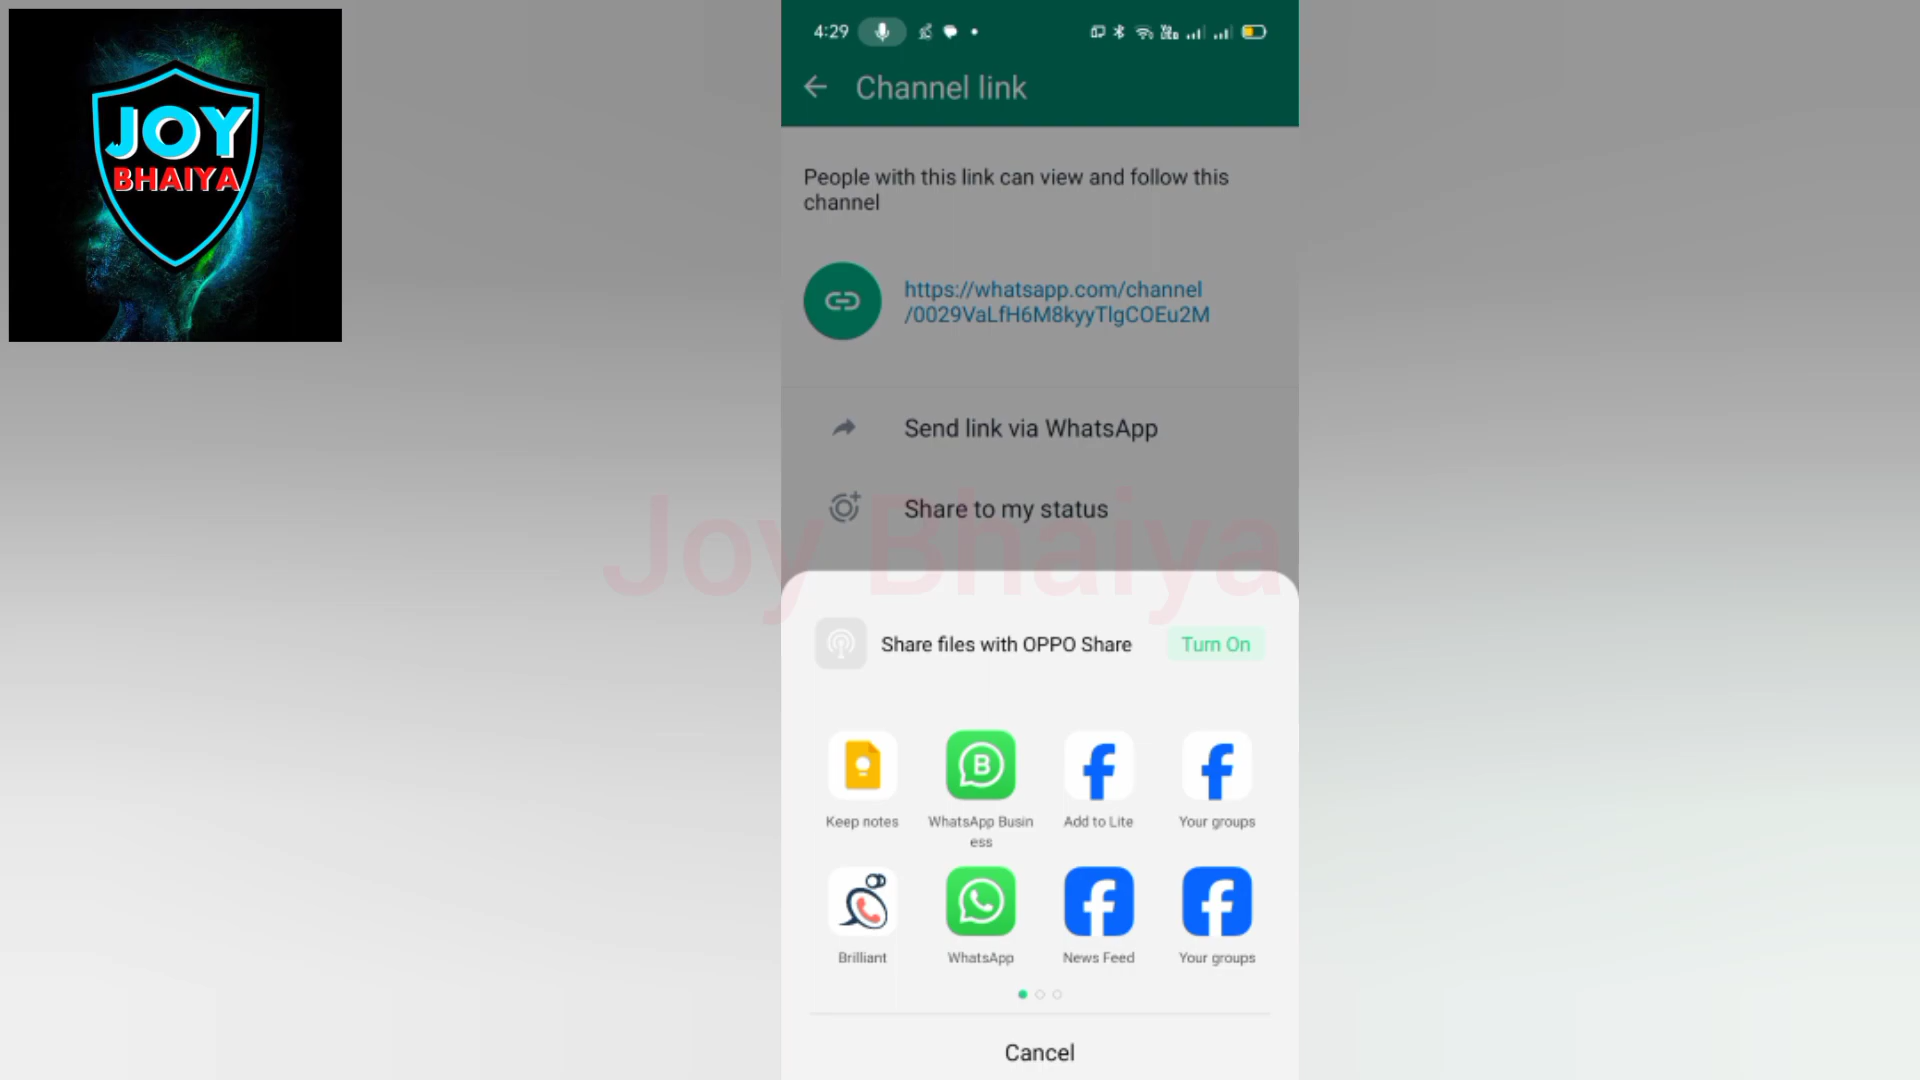 JOY
BHAIYA
4:29
Channel link
People with this link can view and follow this
channel
https://whatsapp.com/channel
/0029VaLfH6M8kyyTlgCOEu2M
Send link via WhatsApp
Share to my status
Joy Bhaiya
Share files with OPPO Share
Turn On
Keep notes
WhatsApp Busin
ess
Add to Lite
Your groups
Brilliant
WhatsApp
News Feed
Your groups
Cancel